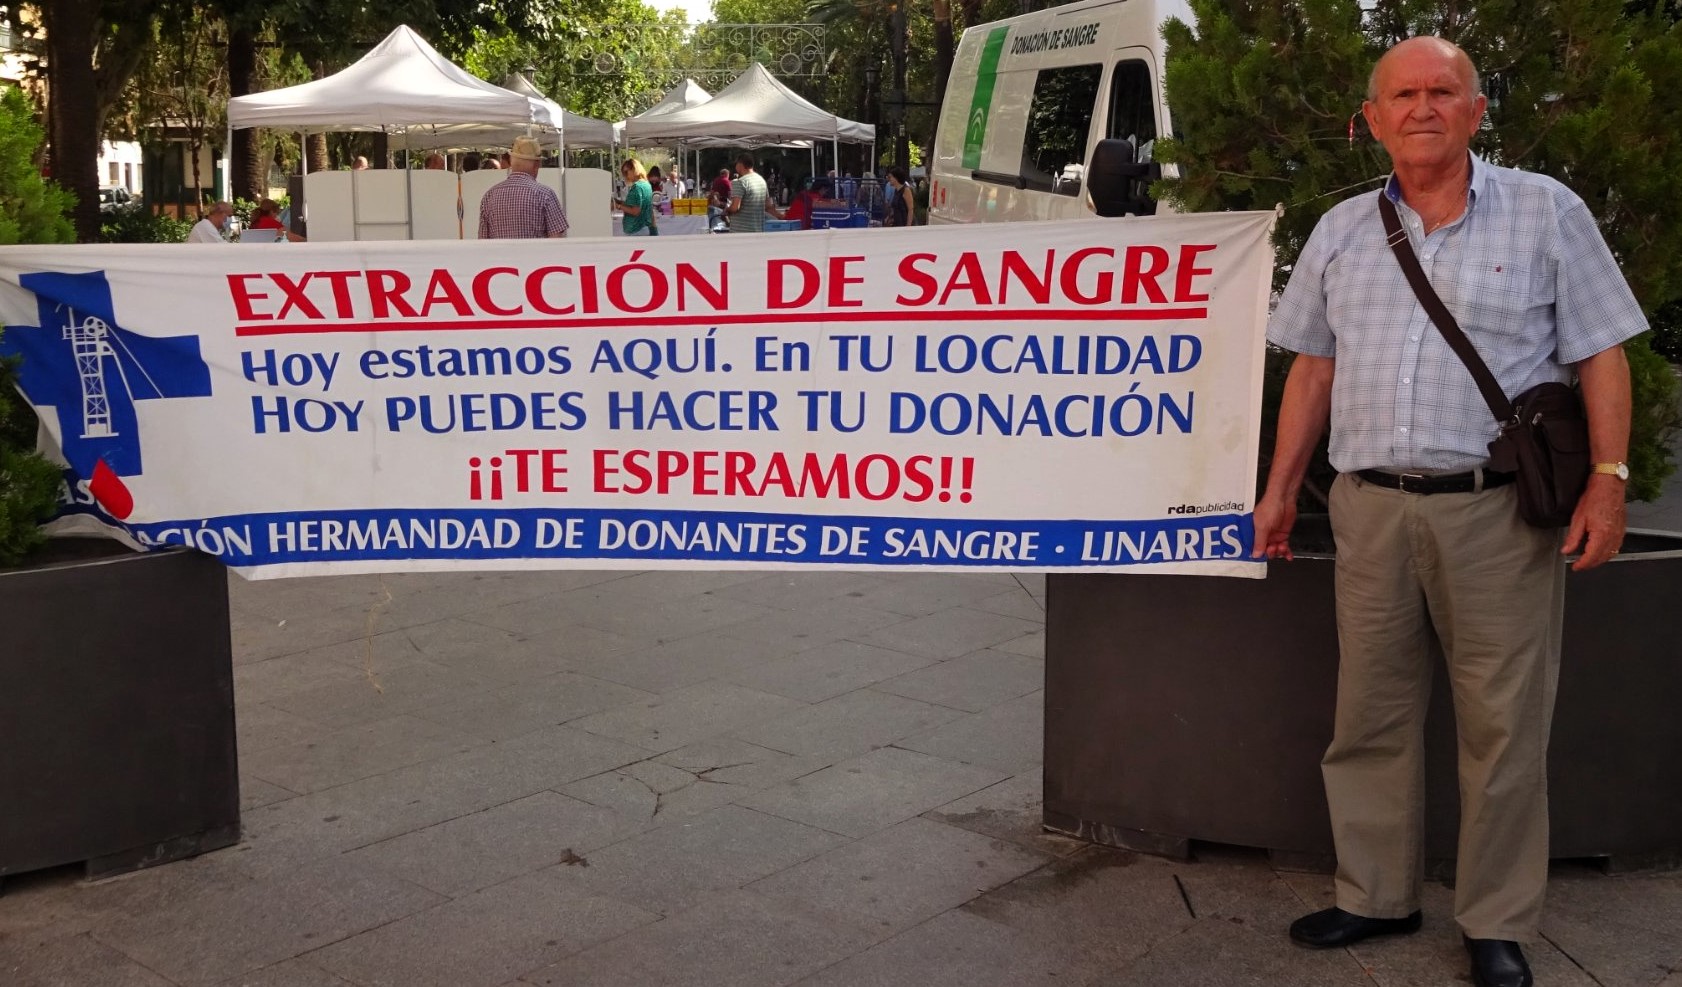 DONACIÓN DE SANGRE
EXTRACCIÓN DE SANGRE
Hoy estamos AQUÍ. En TU LOCALIDAD
HOY PUEDES HACER TU DONACIÓN
¡¡TE ESPERAMOS!!
rdapublicidad
AS
ACIÓN HERMANDAD DE DONANTES DE SANGRE · LINARES